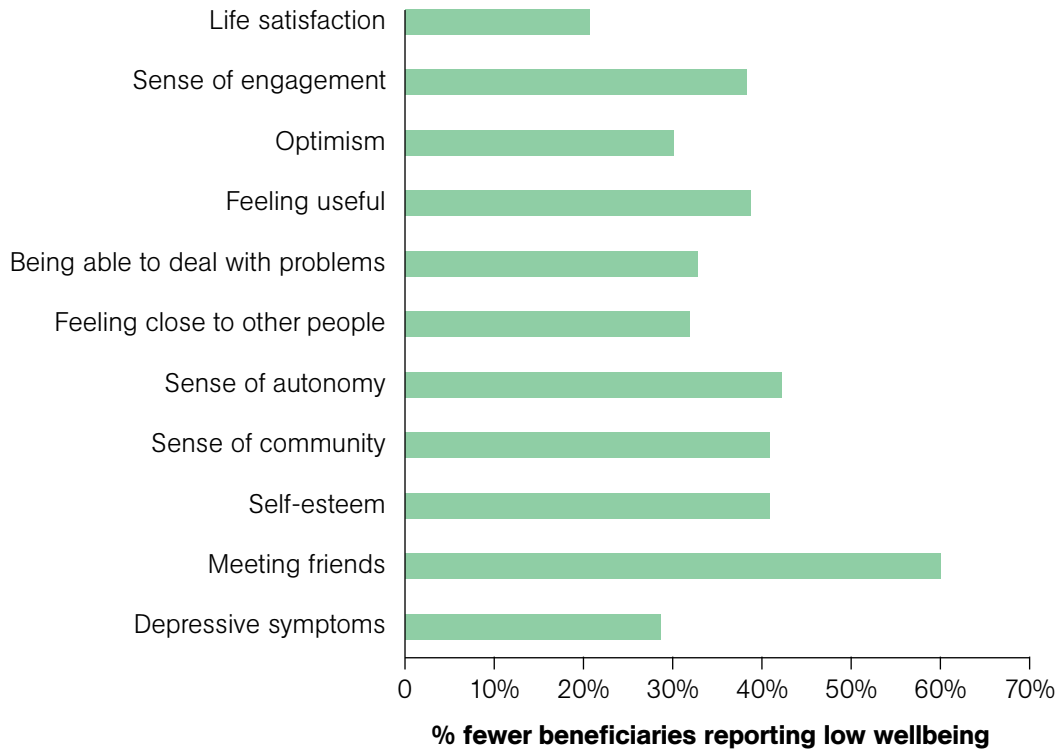 Life satisfaction
Sense of engagement
Optimism
Feeling useful
Being able to deal with problems
Feeling close to other people
Sense of autonomy
Sense of community
Self-esteem
Meeting friends
Depressive symptoms
0 10% 20% 30% 40% 50% 60% 70%
% fewer beneficiaries reporting low wellbeing